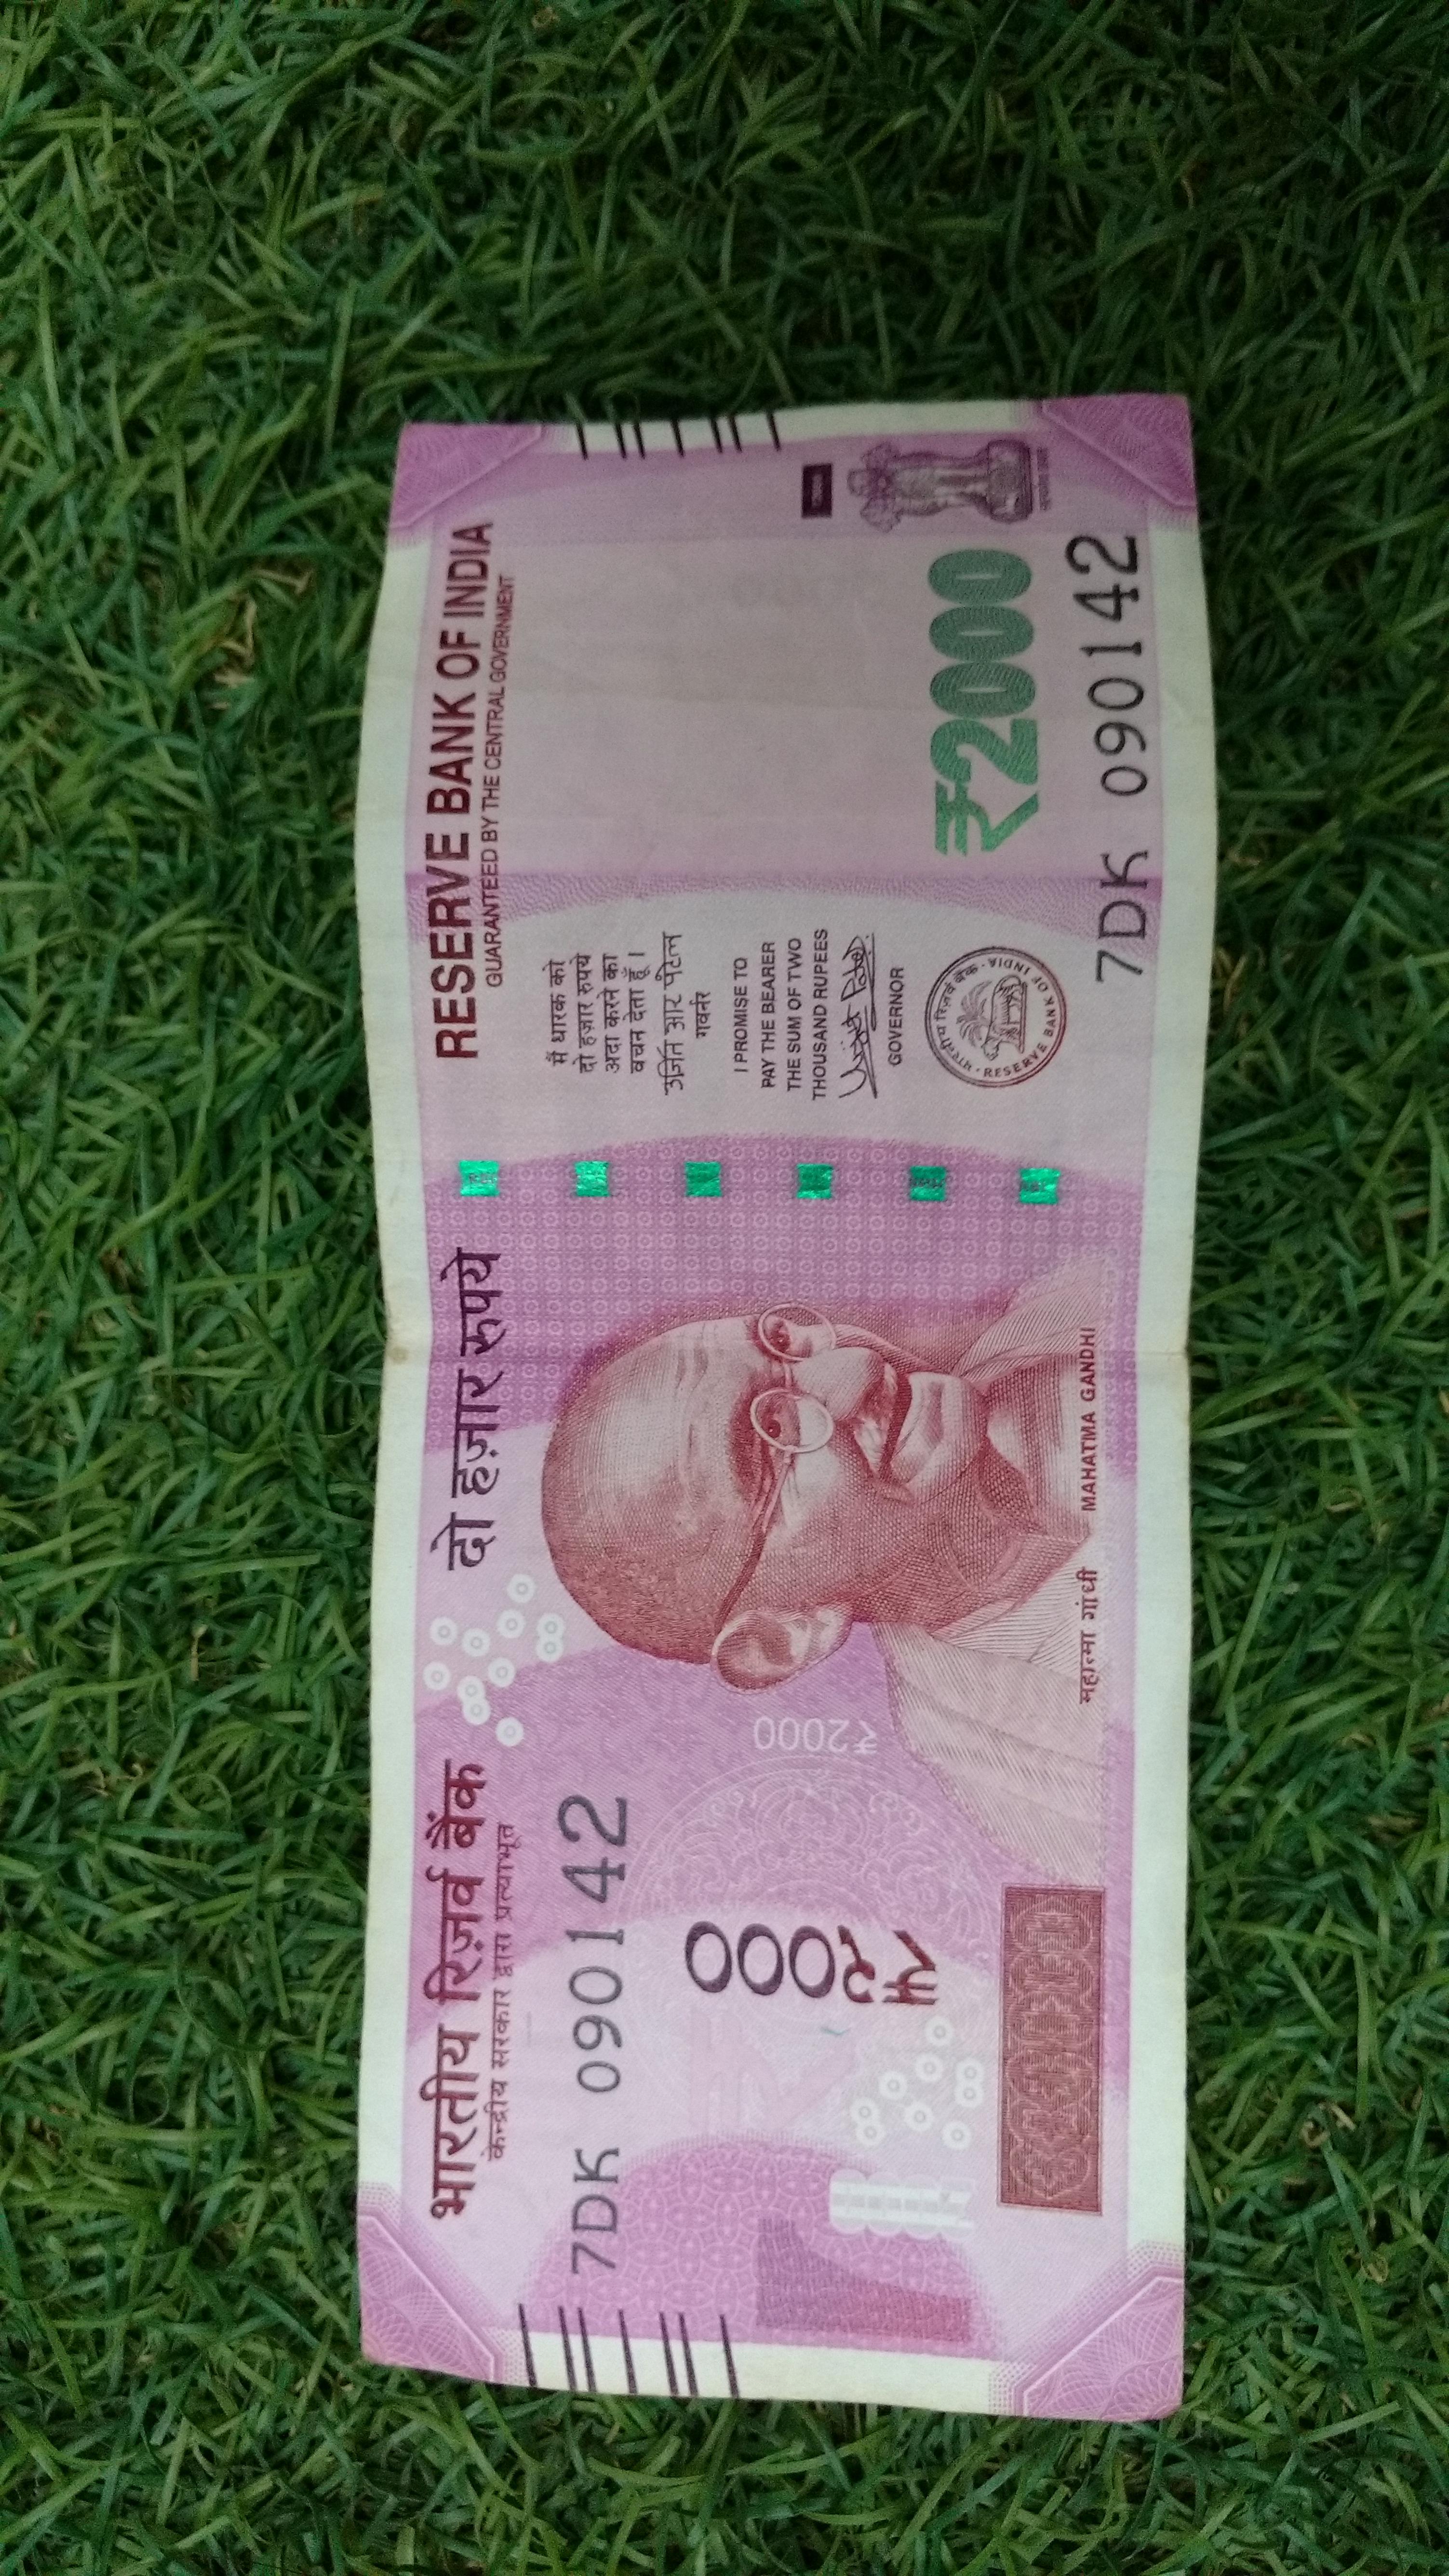 भारतीय रिज़र्व बैंक
केन्द्रीय सरकार द्वारा प्रत्याभूत
दो हज़ार रुपये
RESERVE BANK OF INDIA
GUARANTEED BY THE CENTRAL GOVERNMENT
7DK 090142
₹२०००
₹2000
महात्मा गांधी MAHATMA GANDHI
मैं धारक को
दो हज़ार रुपये
अदा करने का
वचन देता हूँ ।
उर्जित आर पटेल
गवर्नर
I PROMISE TO
PAY THE BEARER
THE SUM OF TWO
THOUSAND RUPEES
GOVERNOR
भारतीय रिज़र्व बैंक
RESERVE BANK OF INDIA
₹2000
7DK 090142